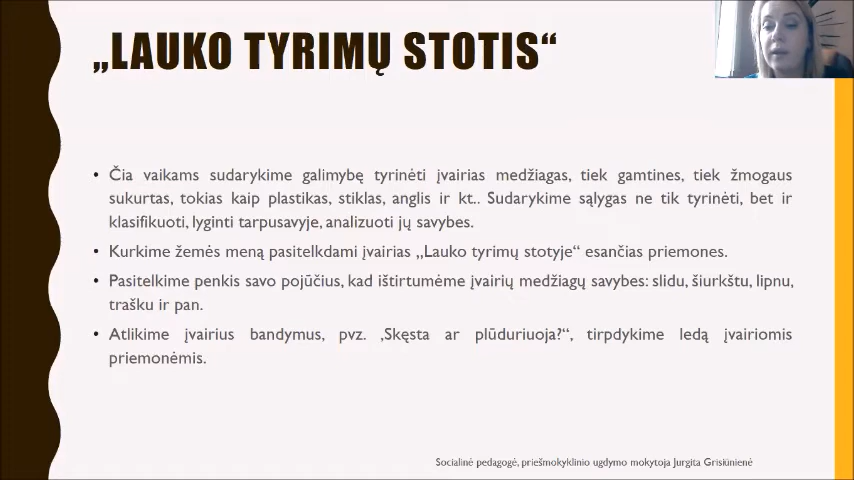 „LAUKO TYRIMŲ STOTIS“
• Čia vaikams sudarykime galimybę tyrinėti įvairias medžiagas, tiek gamtines, tiek žmogaus
sukurtas, tokias kaip plastikas, stiklas, anglis ir kt.. Sudarykime sąlygas ne tik tyrinėti, bet ir
klasifikuoti, lyginti tarpusavyje, analizuoti jų savybes.
• Kurkime žemės meną pasitelkdami įvairias „Lauko tyrimų stotyje“ esančias priemones.
• Pasitelkime penkis savo pojūčius, kad ištirtumėme įvairių medžiagų savybes: slidu, šiurkštu, lipnu,
trašku ir pan.
• Atlikime įvairius bandymus, pvz. ‚Skęsta ar plūduriuoja?“, tirpdykime ledą įvairiomis
priemonėmis.
Socialinė pedagogė, priešmokyklinio ugdymo mokytoja Jurgita Griskūnienė